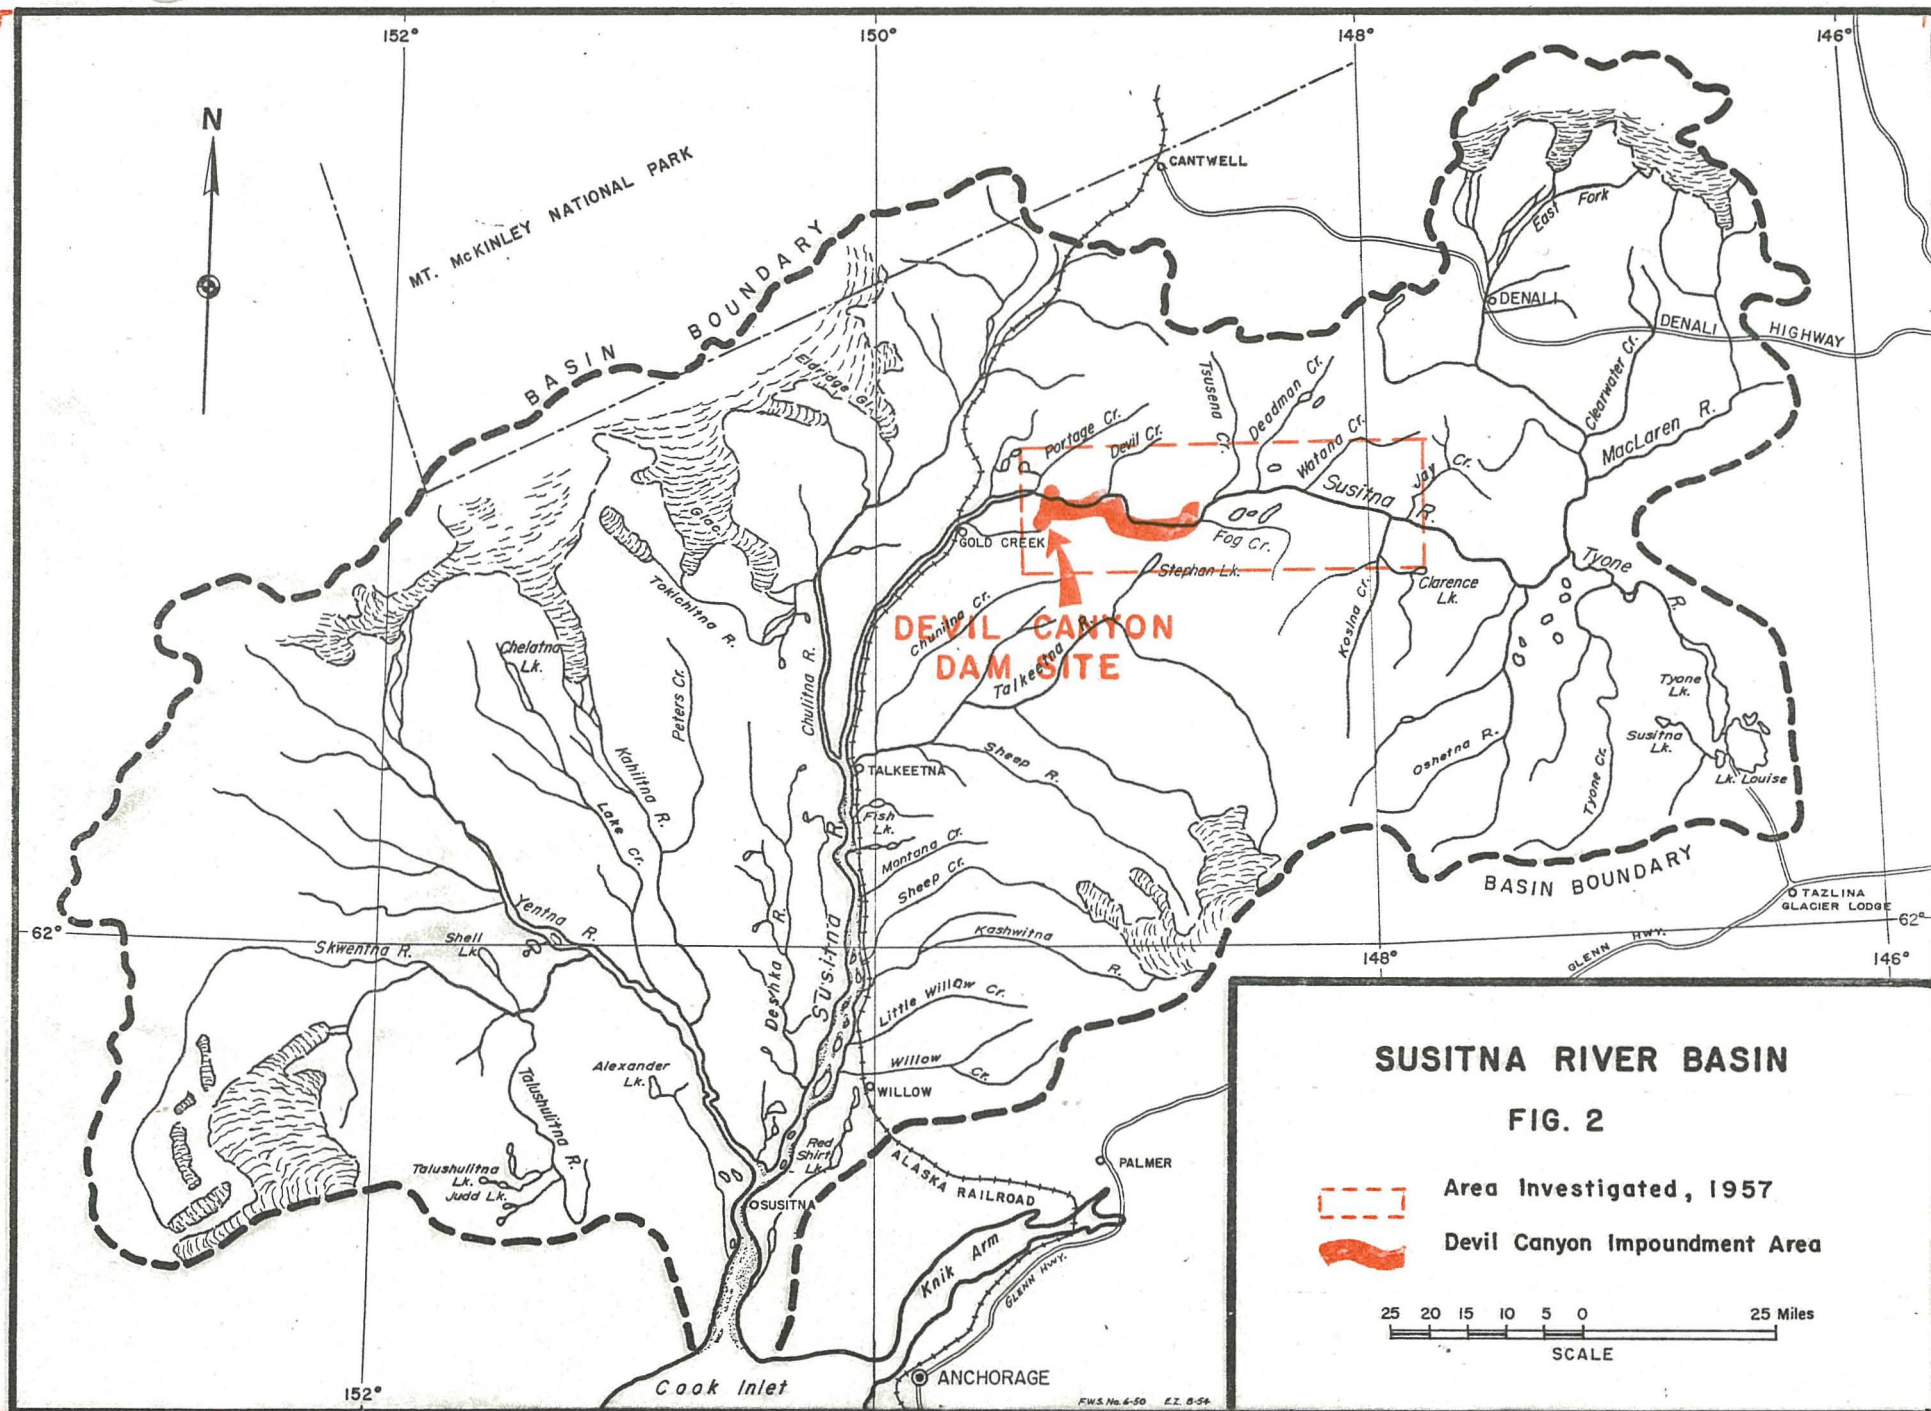 152°
150°
148°
146°
N
MT. McKINLEY NATIONAL PARK
BASIN BOUNDARY
CANTWELL
East Fork
DENALI
DENALI HIGHWAY
Eldridge Gl.
Clearwater Cr.
MacLaren R.
Tsusena Cr.
Deadman Cr.
Portage Cr.
Devil Cr.
Watana Cr.
Jay Cr.
Susitna R.
GOLD CREEK
Fog Cr.
Stephan Lk.
Tyone R.
Clarence Lk.
Kosina Cr.
Tokichitna R.
Chunitna Cr.
DEVIL CANYON
DAM SITE
Talkeetna R.
Chelatna Lk.
Peters Cr.
Chulitna R.
Tyone Lk.
Susitna Lk.
Lk. Louise
Oshetna R.
Tyone Cr.
Kahiltna R.
Lake Cr.
TALKEETNA
Sheep R.
Fish Lk.
Montana Cr.
Sheep Cr.
BASIN BOUNDARY
TAZLINA
GLACIER LODGE
62°
62°
GLENN HWY.
148°
146°
Yentna R.
Skwentna R.
Shell Lk.
Deshka R.
Susitna R.
Kashwitna R.
Little Willow Cr.
Willow Cr.
WILLOW
Alexander Lk.
Talushulitna R.
Talushulitna Lk.
Judd Lk.
Red Shirt Lk.
SUSITNA
ALASKA RAILROAD
PALMER
Knik Arm
GLENN HWY.
152°
Cook Inlet
ANCHORAGE
F.W.S. No. 6-50 E.Z. 8-54
SUSITNA RIVER BASIN
FIG. 2
Area Investigated, 1957
Devil Canyon Impoundment Area
25 20 15 10 5 0 25 Miles
SCALE